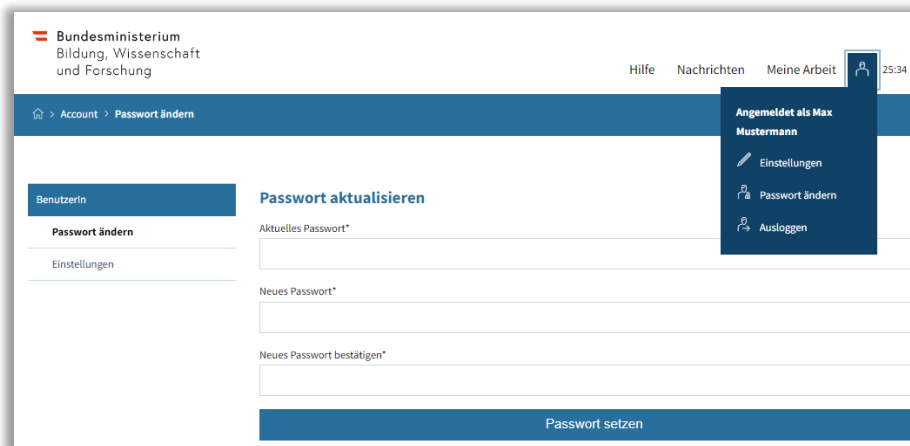 Bundesministerium
Bildung, Wissenschaft
und Forschung
Hilfe Nachrichten Meine Arbeit 25:34
> Account > Passwort ändern
Angemeldet als Max
Mustermann
Einstellungen
Passwort ändern
Ausloggen
BenutzerIn
Passwort ändern
Einstellungen
Passwort aktualisieren
Aktuelles Passwort*
Neues Passwort*
Neues Passwort bestätigen*
Passwort setzen